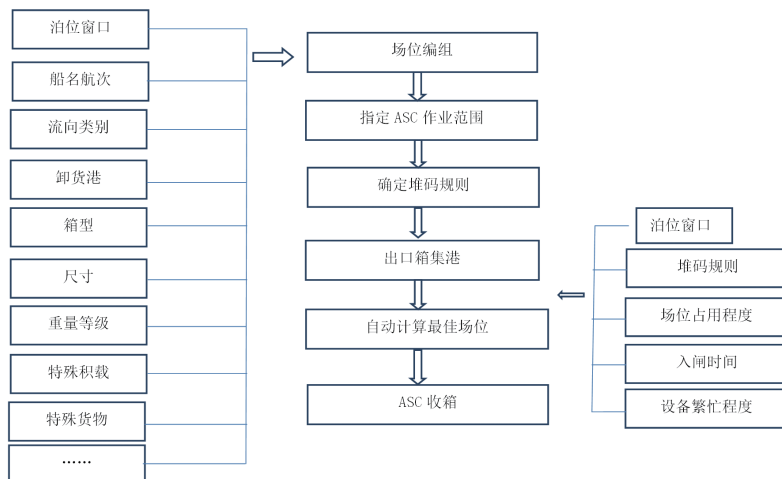 泊位窗口
船名航次
流向类别
卸货港
箱型
尺寸
重量等级
特殊积载
特殊货物
……
场位编组
指定 ASC 作业范围
确定堆码规则
出口箱集港
自动计算最佳场位
ASC 收箱
泊位窗口
堆码规则
场位占用程度
入闸时间
设备繁忙程度